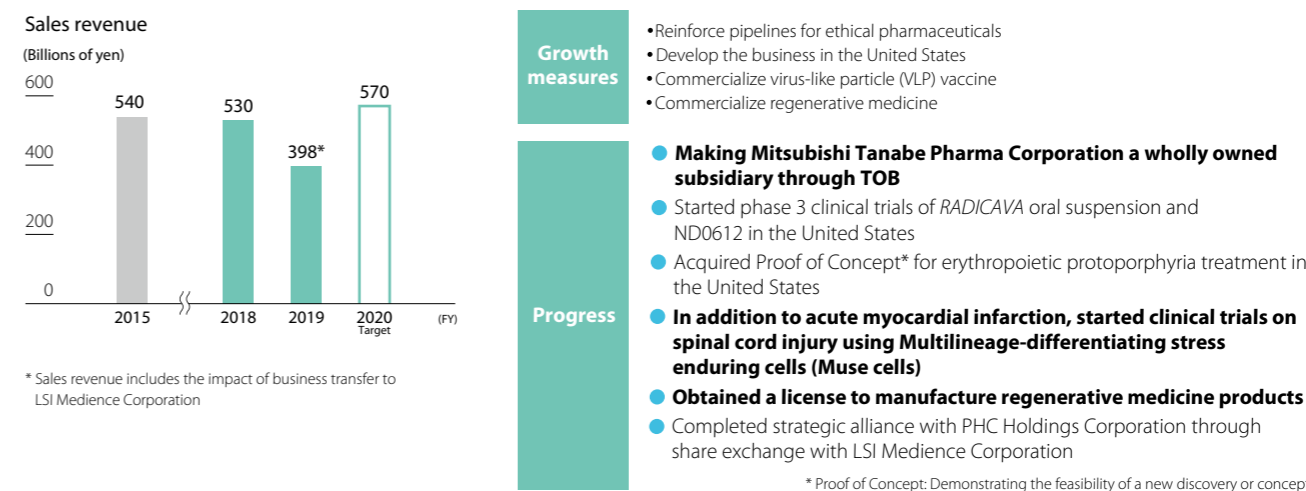 Sales revenue
(Billions of yen)
600
400
200
0
540
530
398*
570
2015
2018
2019
2020
Target
(FY)
* Sales revenue includes the impact of business transfer to
LSI Medience Corporation
Growth
measures
•Reinforce pipelines for ethical pharmaceuticals
•Develop the business in the United States
•Commercialize virus-like particle (VLP) vaccine
•Commercialize regenerative medicine
Progress
● Making Mitsubishi Tanabe Pharma Corporation a wholly owned
subsidiary through TOB
● Started phase 3 clinical trials of RADICAVA oral suspension and
ND0612 in the United States
● Acquired Proof of Concept* for erythropoietic protoporphyria treatment in
the United States
● In addition to acute myocardial infarction, started clinical trials on
spinal cord injury using Multilineage-differentiating stress
enduring cells (Muse cells)
● Obtained a license to manufacture regenerative medicine products
● Completed strategic alliance with PHC Holdings Corporation through
share exchange with LSI Medience Corporation
* Proof of Concept: Demonstrating the feasibility of a new discovery or concep